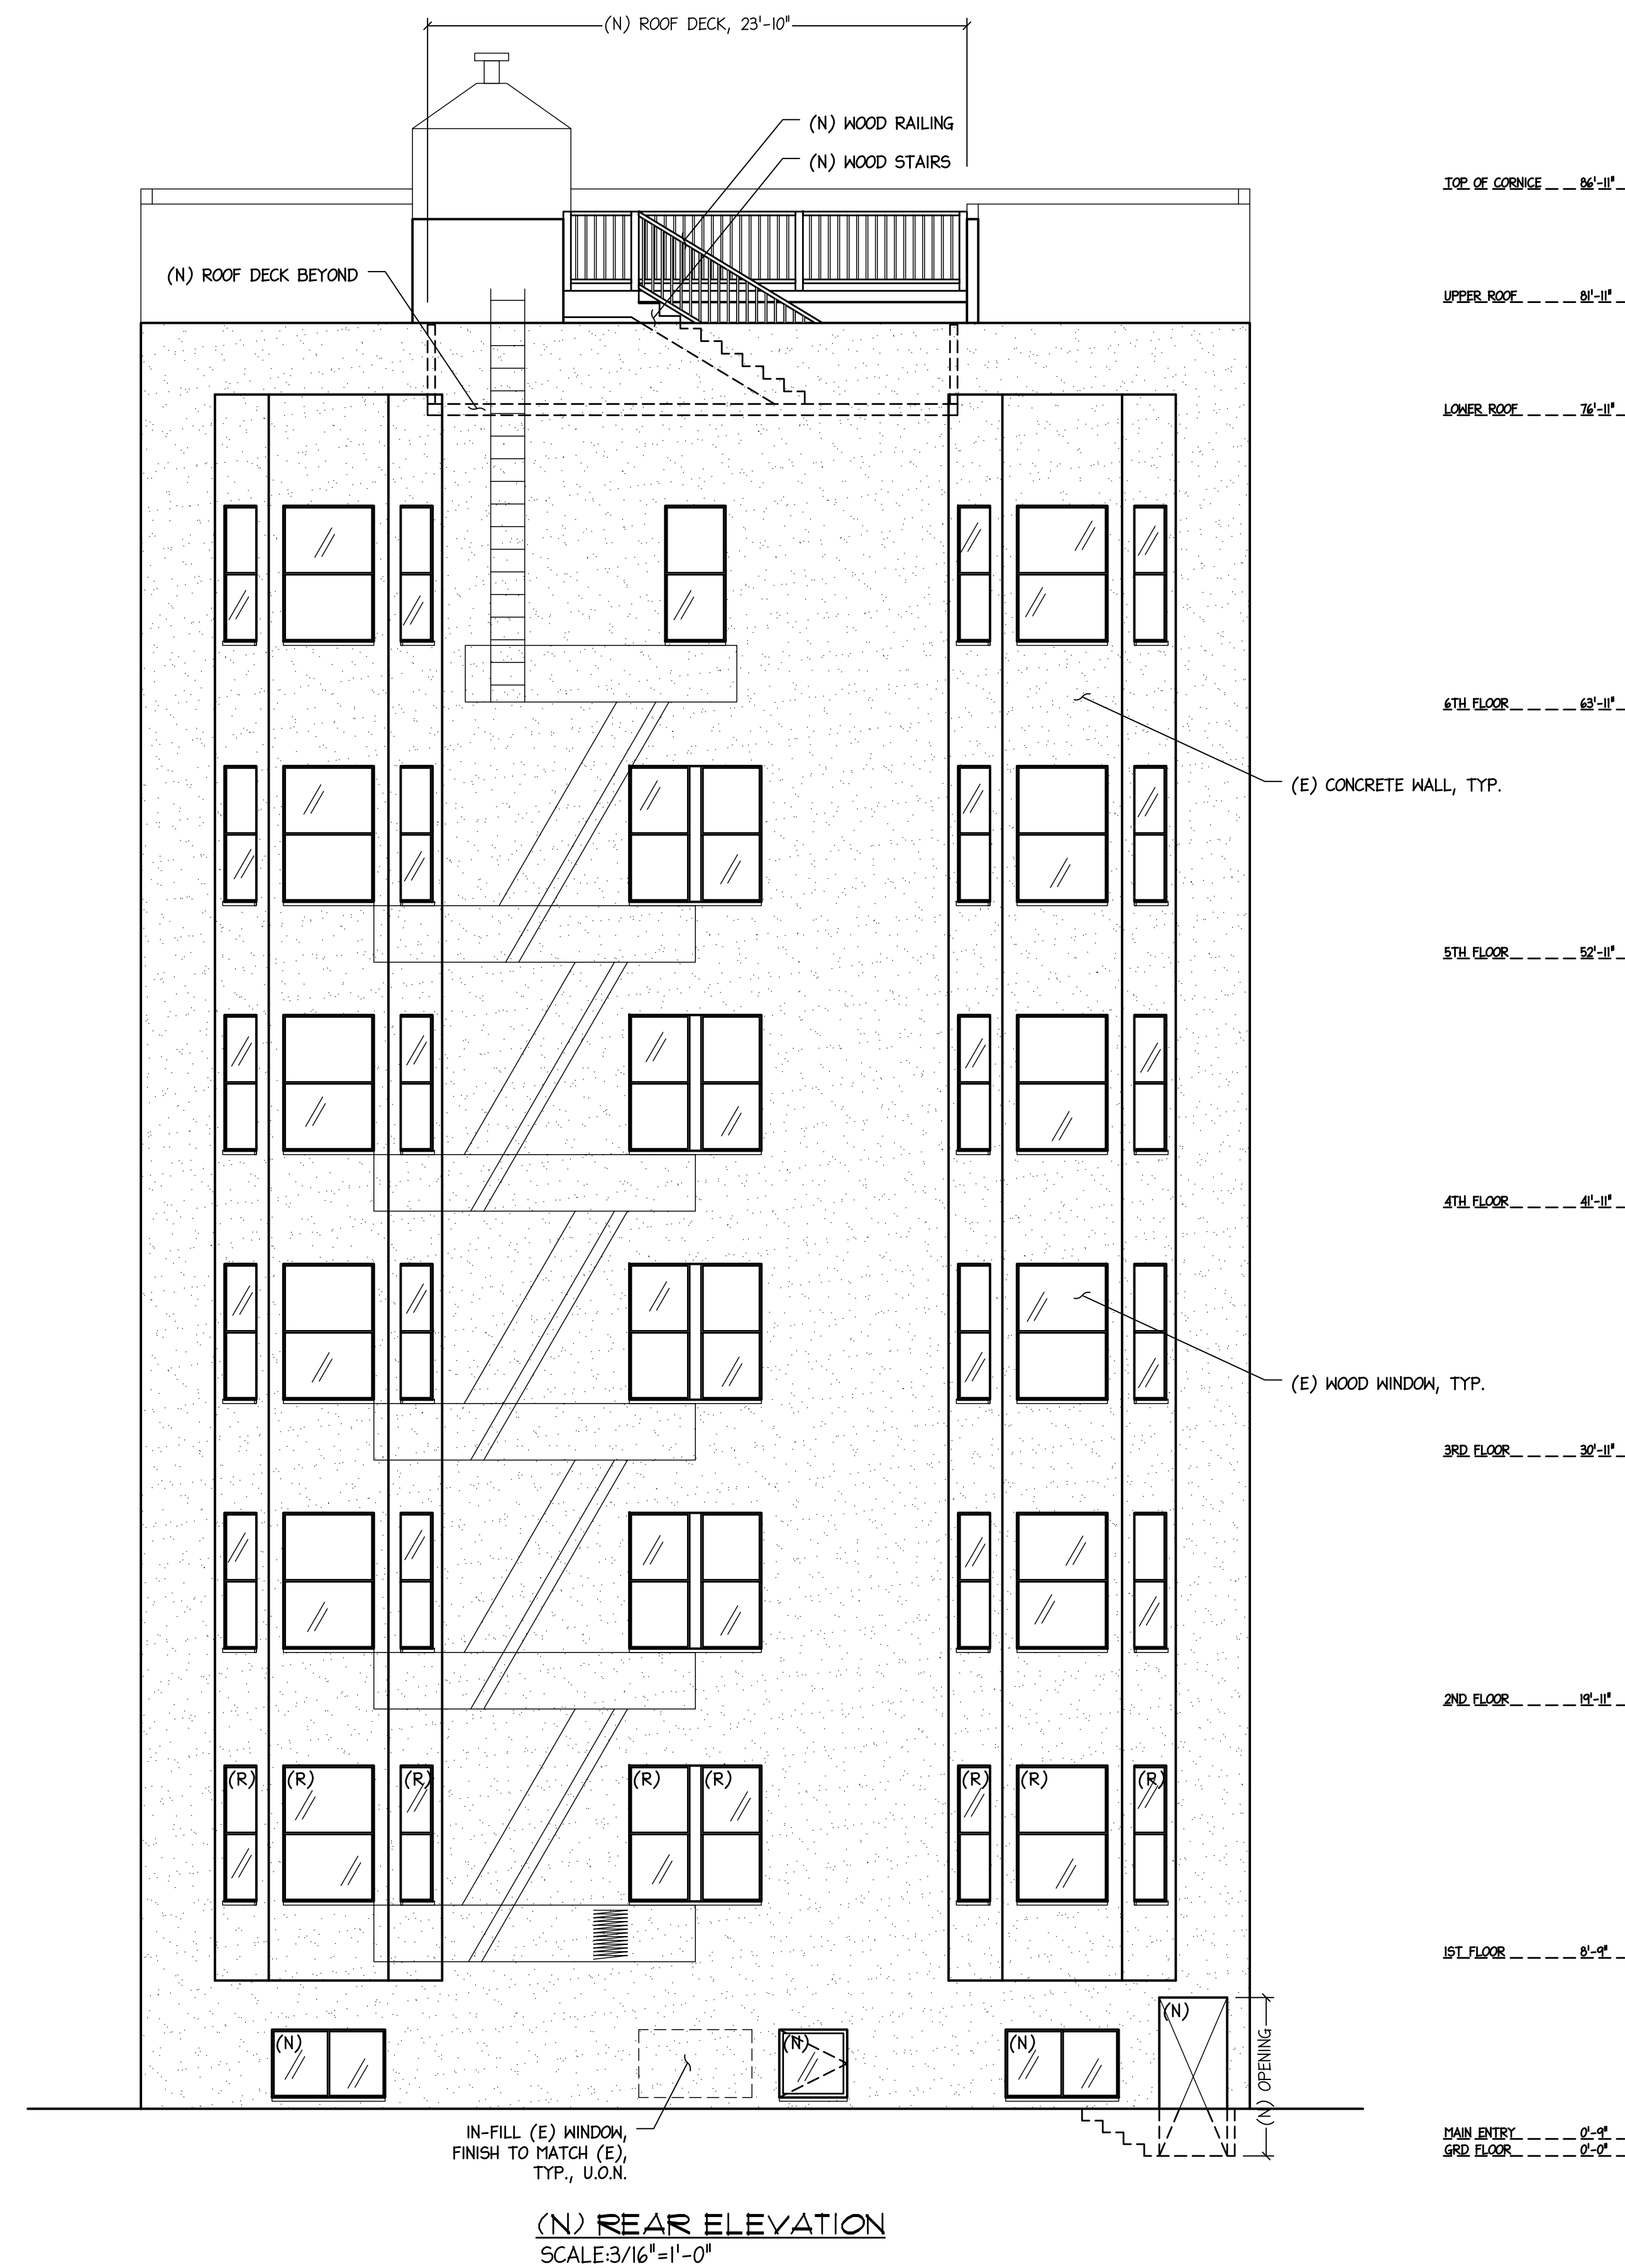 (N) ROOF DECK, 23'-10"
(N) WOOD RAILING
(N) WOOD STAIRS
TOP OF CORNICE 86'-11"
(N) ROOF DECK BEYOND
UPPER ROOF 81'-11"
LOWER ROOF 76'-11"
6TH FLOOR 63'-11"
(E) CONCRETE WALL, TYP.
5TH FLOOR 52'-11"
4TH FLOOR 41'-11"
(E) WOOD WINDOW, TYP.
3RD FLOOR 30'-11"
2ND FLOOR 19'-11"
(R) (R) (R) (R) (R) (R) (R) (R)
1ST FLOOR 8'-9"
(N)
(N) (N) (N)
(N) OPENING
IN-FILL (E) WINDOW,
FINISH TO MATCH (E),
TYP., U.O.N.
MAIN ENTRY 0'-9"
GRD FLOOR 0'-0"
(N) REAR ELEVATION
SCALE:3/16"=1'-0"